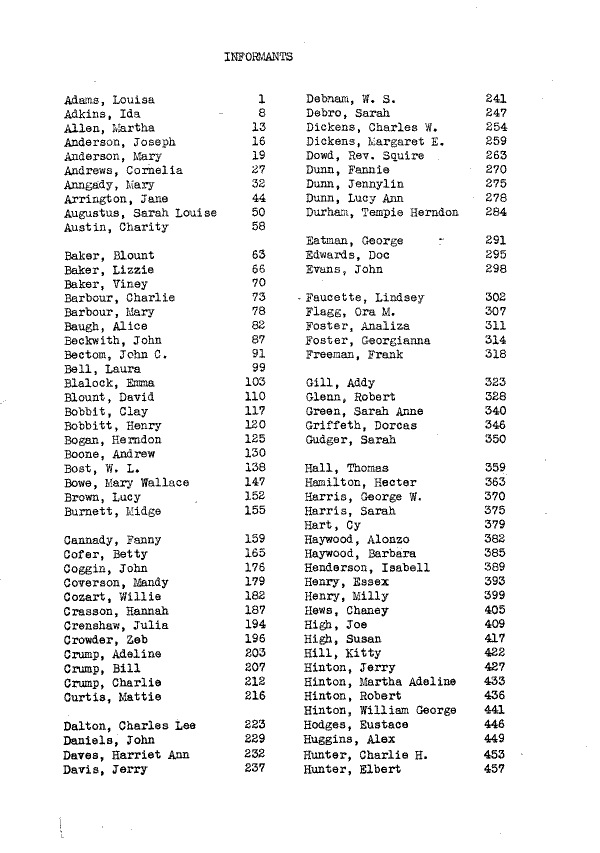 INFORMANTS
Adams, Louisa 1
Adkins, Ida 8
Allen, Martha 13
Anderson, Joseph 16
Anderson, Mary 19
Andrews, Cornelia 27
Anngady, Mary 32
Arrington, Jane 44
Augustus, Sarah Louise 50
Austin, Charity 58
Baker, Blount 63
Baker, Lizzie 66
Baker, Viney 70
Barbour, Charlie 73
Barbour, Mary 78
Baugh, Alice 82
Beckwith, John 87
Bectom, John C. 91
Bell, Laura 99
Blalock, Emma 103
Blount, David 110
Bobbit, Clay 117
Bobbitt, Henry 120
Bogan, Herndon 125
Boone, Andrew 130
Bost, W. L. 138
Bowe, Mary Wallace 147
Brown, Lucy 152
Burnett, Midge 155
Cannady, Fanny 159
Cofer, Betty 165
Coggin, John 176
Coverson, Mandy 179
Cozart, Willie 182
Crasson, Hannah 187
Crenshaw, Julia 194
Crowder, Zeb 196
Crump, Adeline 203
Crump, Bill 207
Crump, Charlie 212
Curtis, Mattie 216
Dalton, Charles Lee 223
Daniels, John 229
Daves, Harriet Ann 232
Davis, Jerry 237
Debnam, W. S. 241
Debro, Sarah 247
Dickens, Charles W. 254
Dickens, Margaret E. 259
Dowd, Rev. Squire 263
Dunn, Fannie 270
Dunn, Jennylin 275
Dunn, Lucy Ann 278
Durham, Tempie Herndon 284
Eatman, George 291
Edwards, Doc 295
Evans, John 298
Faucette, Lindsey 302
Flagg, Ora M. 307
Foster, Analiza 311
Foster, Georgianna 314
Freeman, Frank 318
Gill, Addy 323
Glenn, Robert 328
Green, Sarah Anne 340
Griffeth, Dorcas 346
Gudger, Sarah 350
Hall, Thomas 359
Hamilton, Hecter 363
Harris, George W. 370
Harris, Sarah 375
Hart, Cy 379
Haywood, Alonzo 382
Haywood, Barbara 385
Henderson, Isabell 389
Henry, Essex 393
Henry, Milly 399
Hews, Chaney 405
High, Joe 409
High, Susan 417
Hill, Kitty 422
Hinton, Jerry 427
Hinton, Martha Adeline 433
Hinton, Robert 436
Hinton, William George 441
Hodges, Eustace 446
Huggins, Alex 449
Hunter, Charlie H. 453
Hunter, Elbert 457